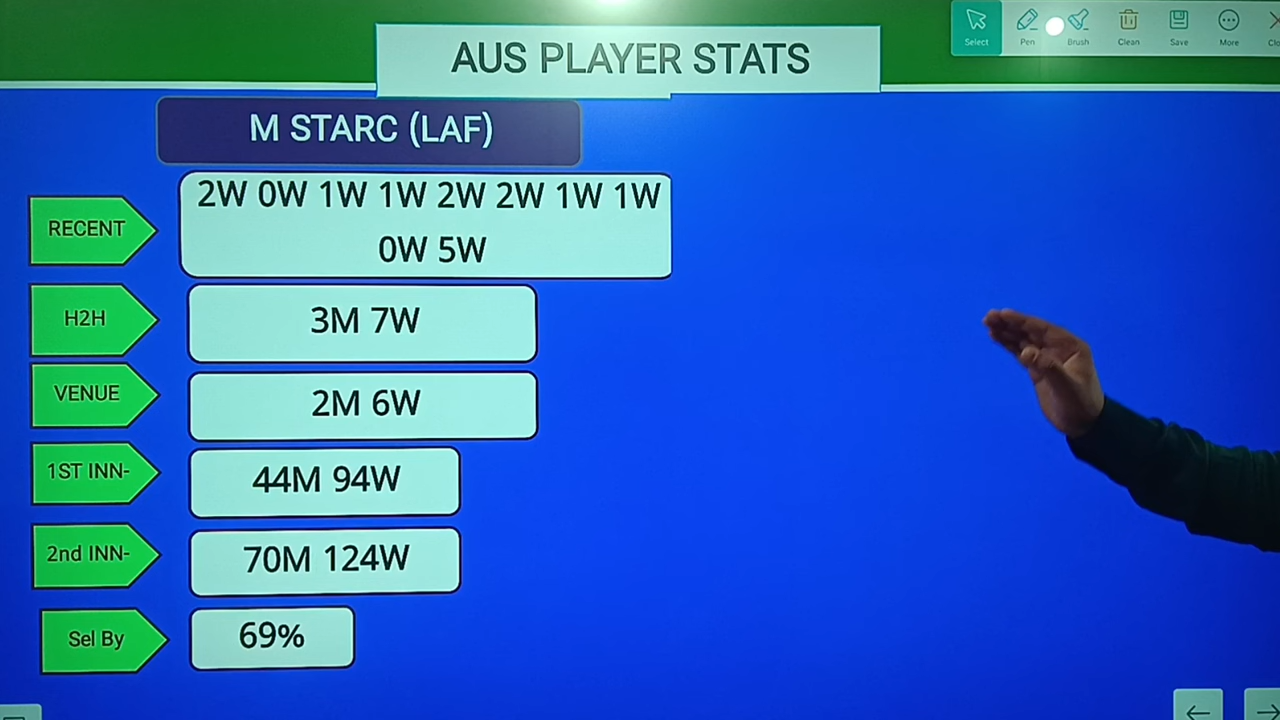 AUS PLAYER STATS
Select
Pen
Brush
Clean
Save
More
M STARC (LAF)
RECENT
2W 0W 1W 1W 2W 2W 1W 1W
0W 5W
H2H
3M 7W
VENUE
2M 6W
1ST INN-
44M 94W
2nd INN-
70M 124W
Sel By
69%